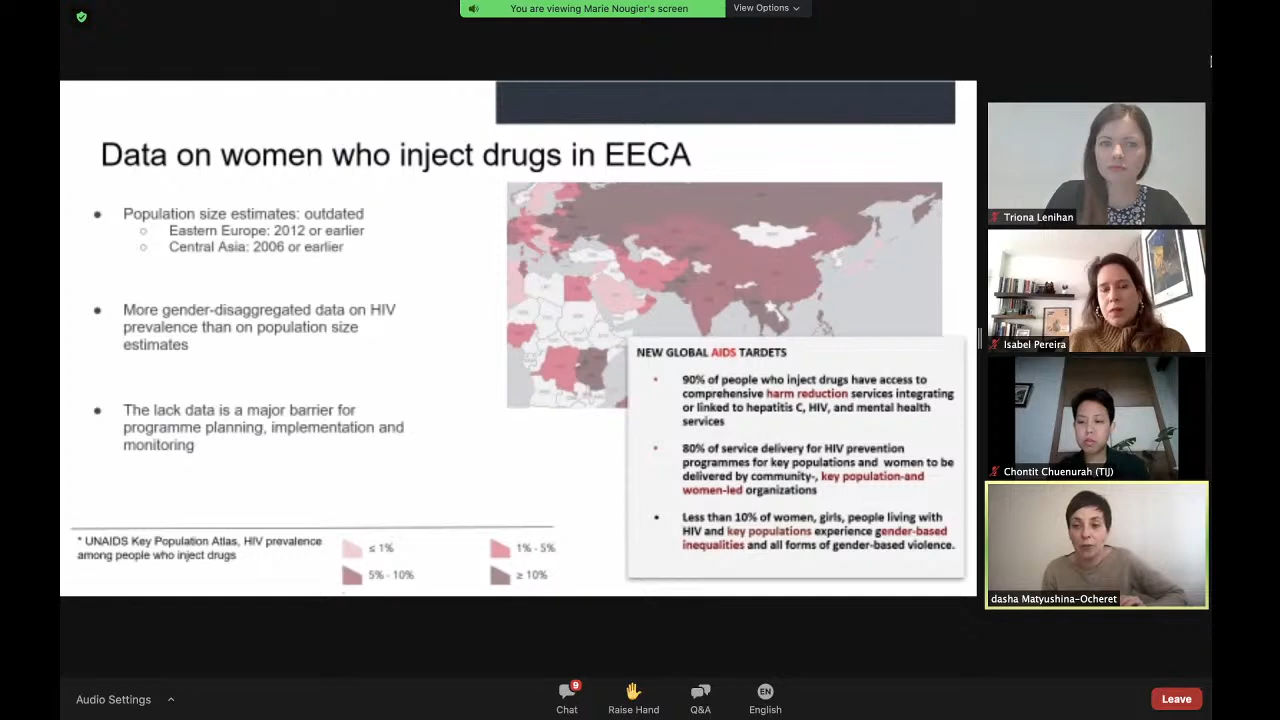 You are viewing Marie Nougier's screen
View Options
Data on women who inject drugs in EECA
Population size estimates: outdated
Eastern Europe: 2012 or earlier
Central Asia: 2006 or earlier
More gender-disaggregated data on HIV
prevalence than on population size
estimates
The lack data is a major barrier for
programme planning, implementation and
monitoring
* UNAIDS Key Population Atlas, HIV prevalence
among people who inject drugs
≤ 1%
1% - 5%
5% - 10%
≥ 10%
NEW GLOBAL AIDS TARDETS
90% of people who inject drugs have access to
comprehensive harm reduction services integrating
or linked to hepatitis C, HIV, and mental health
services
80% of service delivery for HIV prevention
programmes for key populations and women to be
delivered by community-, key population-and
women-led organizations
Less than 10% of women, girls, people living with
HIV and key populations experience gender-based
inequalities and all forms of gender-based violence.
Triona Lenihan
Isabel Pereira
Chontit Chuenurah (TIJ)
dasha Matyushina-Ocheret
Audio Settings
9
Chat
Raise Hand
Q&A
EN
English
Leave